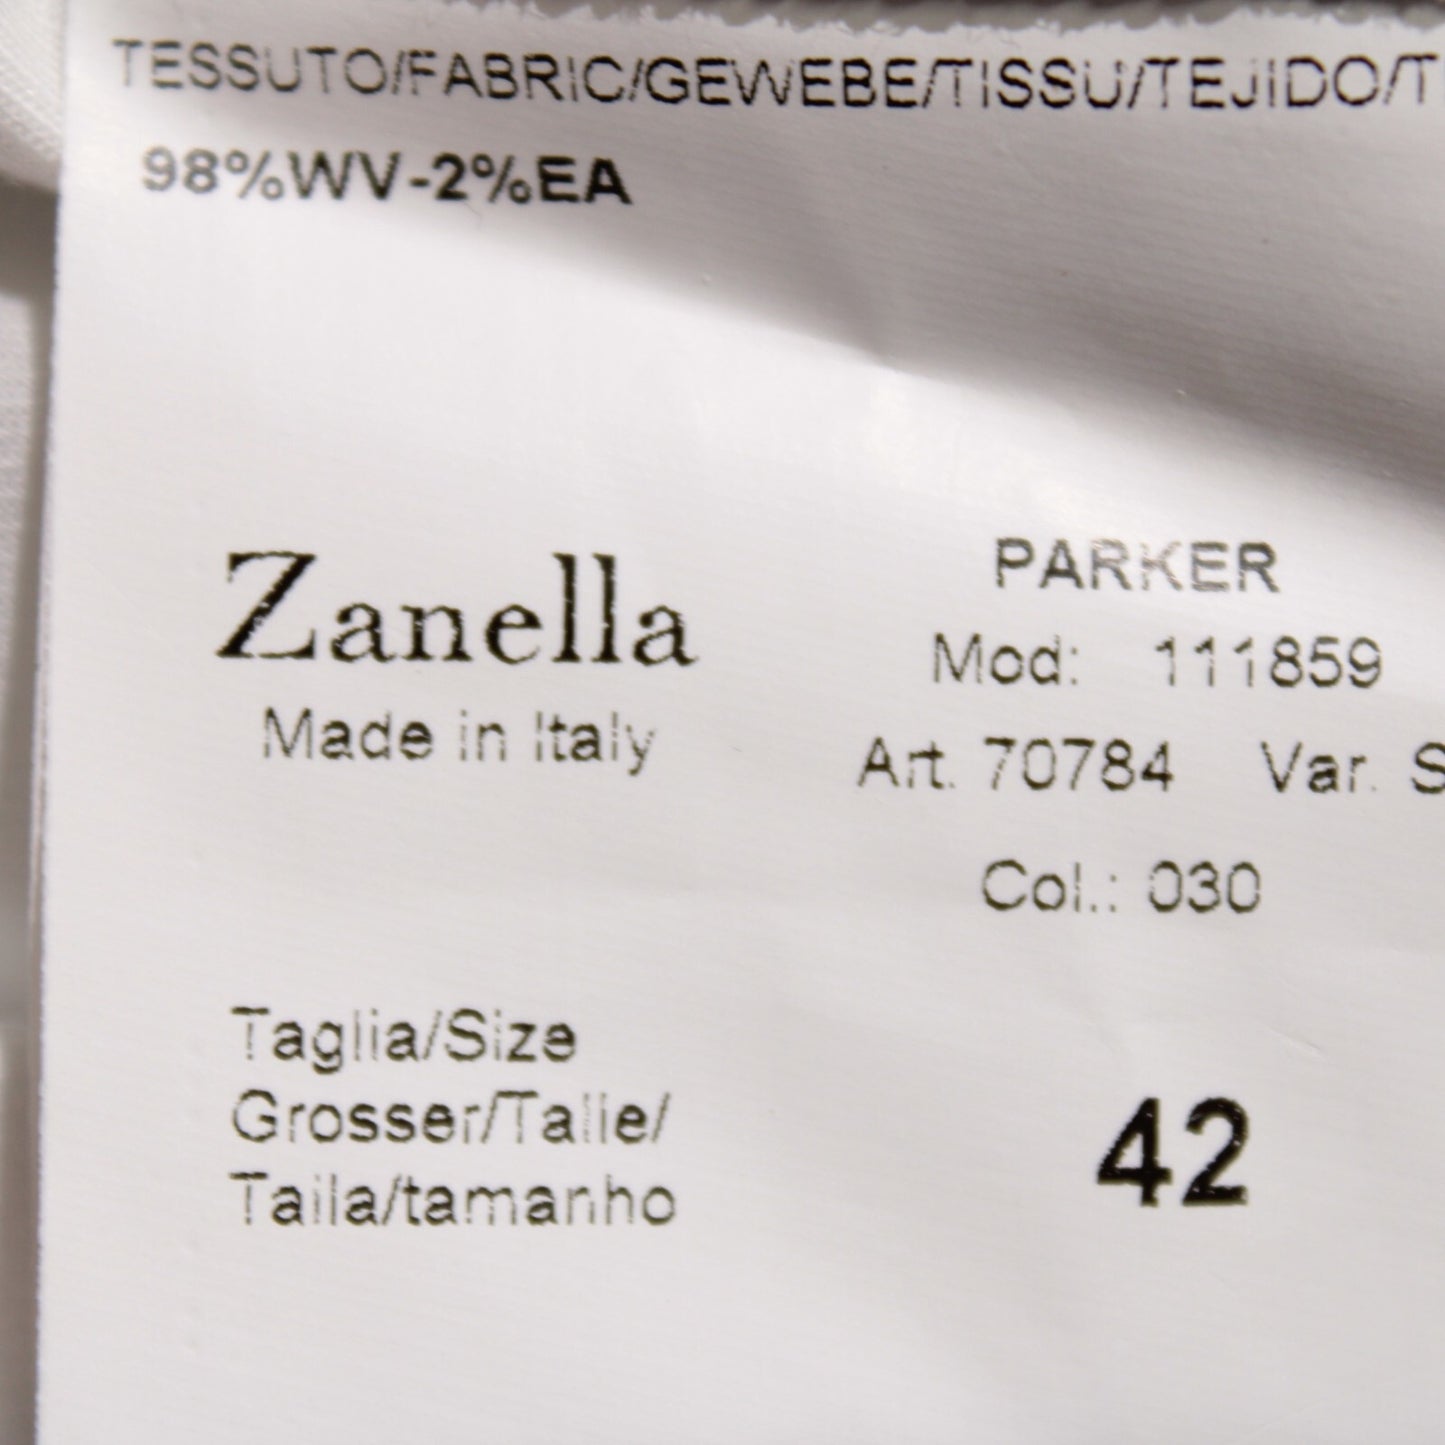 TESSUTO/FABRIC/GEWEBE/TISSU/TEJIDO/T
98%WV-2%EA
Zanella
Made in Italy
PARKER
Mod: 111859
Art. 70784 Var. S
Col.: 030
Taglia/Size
Grosser/Talie/
Taila/tamanho
42